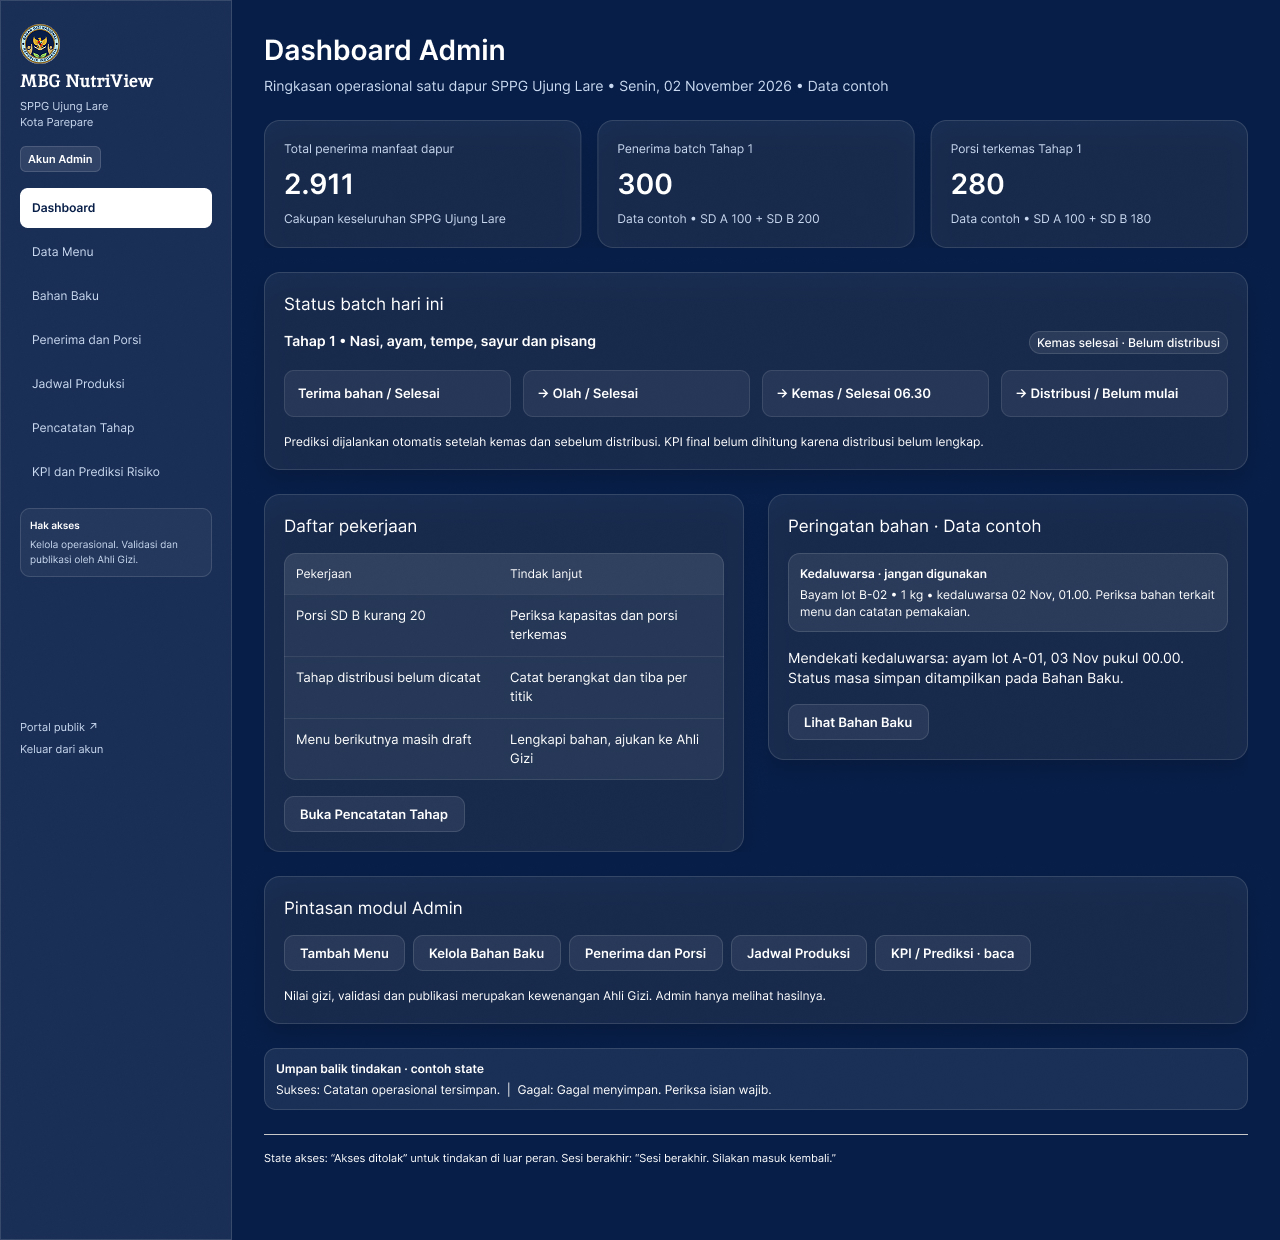 MBG NutriView
SPPG Ujung Lare
Kota Parepare
Akun Admin
Dashboard
Data Menu
Bahan Baku
Penerima dan Porsi
Jadwal Produksi
Pencatatan Tahap
KPI dan Prediksi Risiko
Hak akses
Kelola operasional. Validasi dan
publikasi oleh Ahli Gizi.
Portal publik ↗
Keluar dari akun
Dashboard Admin
Ringkasan operasional satu dapur SPPG Ujung Lare • Senin, 02 November 2026 • Data contoh
Total penerima manfaat dapur
2.911
Cakupan keseluruhan SPPG Ujung Lare
Penerima batch Tahap 1
300
Data contoh • SD A 100 + SD B 200
Porsi terkemas Tahap 1
280
Data contoh • SD A 100 + SD B 180
Status batch hari ini
Tahap 1 • Nasi, ayam, tempe, sayur dan pisang
Kemas selesai · Belum distribusi
Terima bahan / Selesai
→ Olah / Selesai
→ Kemas / Selesai 06.30
→ Distribusi / Belum mulai
Prediksi dijalankan otomatis setelah kemas dan sebelum distribusi. KPI final belum dihitung karena distribusi belum lengkap.
Daftar pekerjaan
Pekerjaan
Tindak lanjut
Porsi SD B kurang 20
Periksa kapasitas dan porsi
terkemas
Tahap distribusi belum dicatat
Catat berangkat dan tiba per
titik
Menu berikutnya masih draft
Lengkapi bahan, ajukan ke Ahli
Gizi
Buka Pencatatan Tahap
Peringatan bahan · Data contoh
Kedaluwarsa · jangan digunakan
Bayam lot B-02 • 1 kg • kedaluwarsa 02 Nov, 01.00. Periksa bahan terkait
menu dan catatan pemakaian.
Mendekati kedaluwarsa: ayam lot A-01, 03 Nov pukul 00.00.
Status masa simpan ditampilkan pada Bahan Baku.
Lihat Bahan Baku
Pintasan modul Admin
Tambah Menu
Kelola Bahan Baku
Penerima dan Porsi
Jadwal Produksi
KPI / Prediksi · baca
Nilai gizi, validasi dan publikasi merupakan kewenangan Ahli Gizi. Admin hanya melihat hasilnya.
Umpan balik tindakan · contoh state
Sukses: Catatan operasional tersimpan. | Gagal: Gagal menyimpan. Periksa isian wajib.
State akses: “Akses ditolak” untuk tindakan di luar peran. Sesi berakhir: “Sesi berakhir. Silakan masuk kembali.”